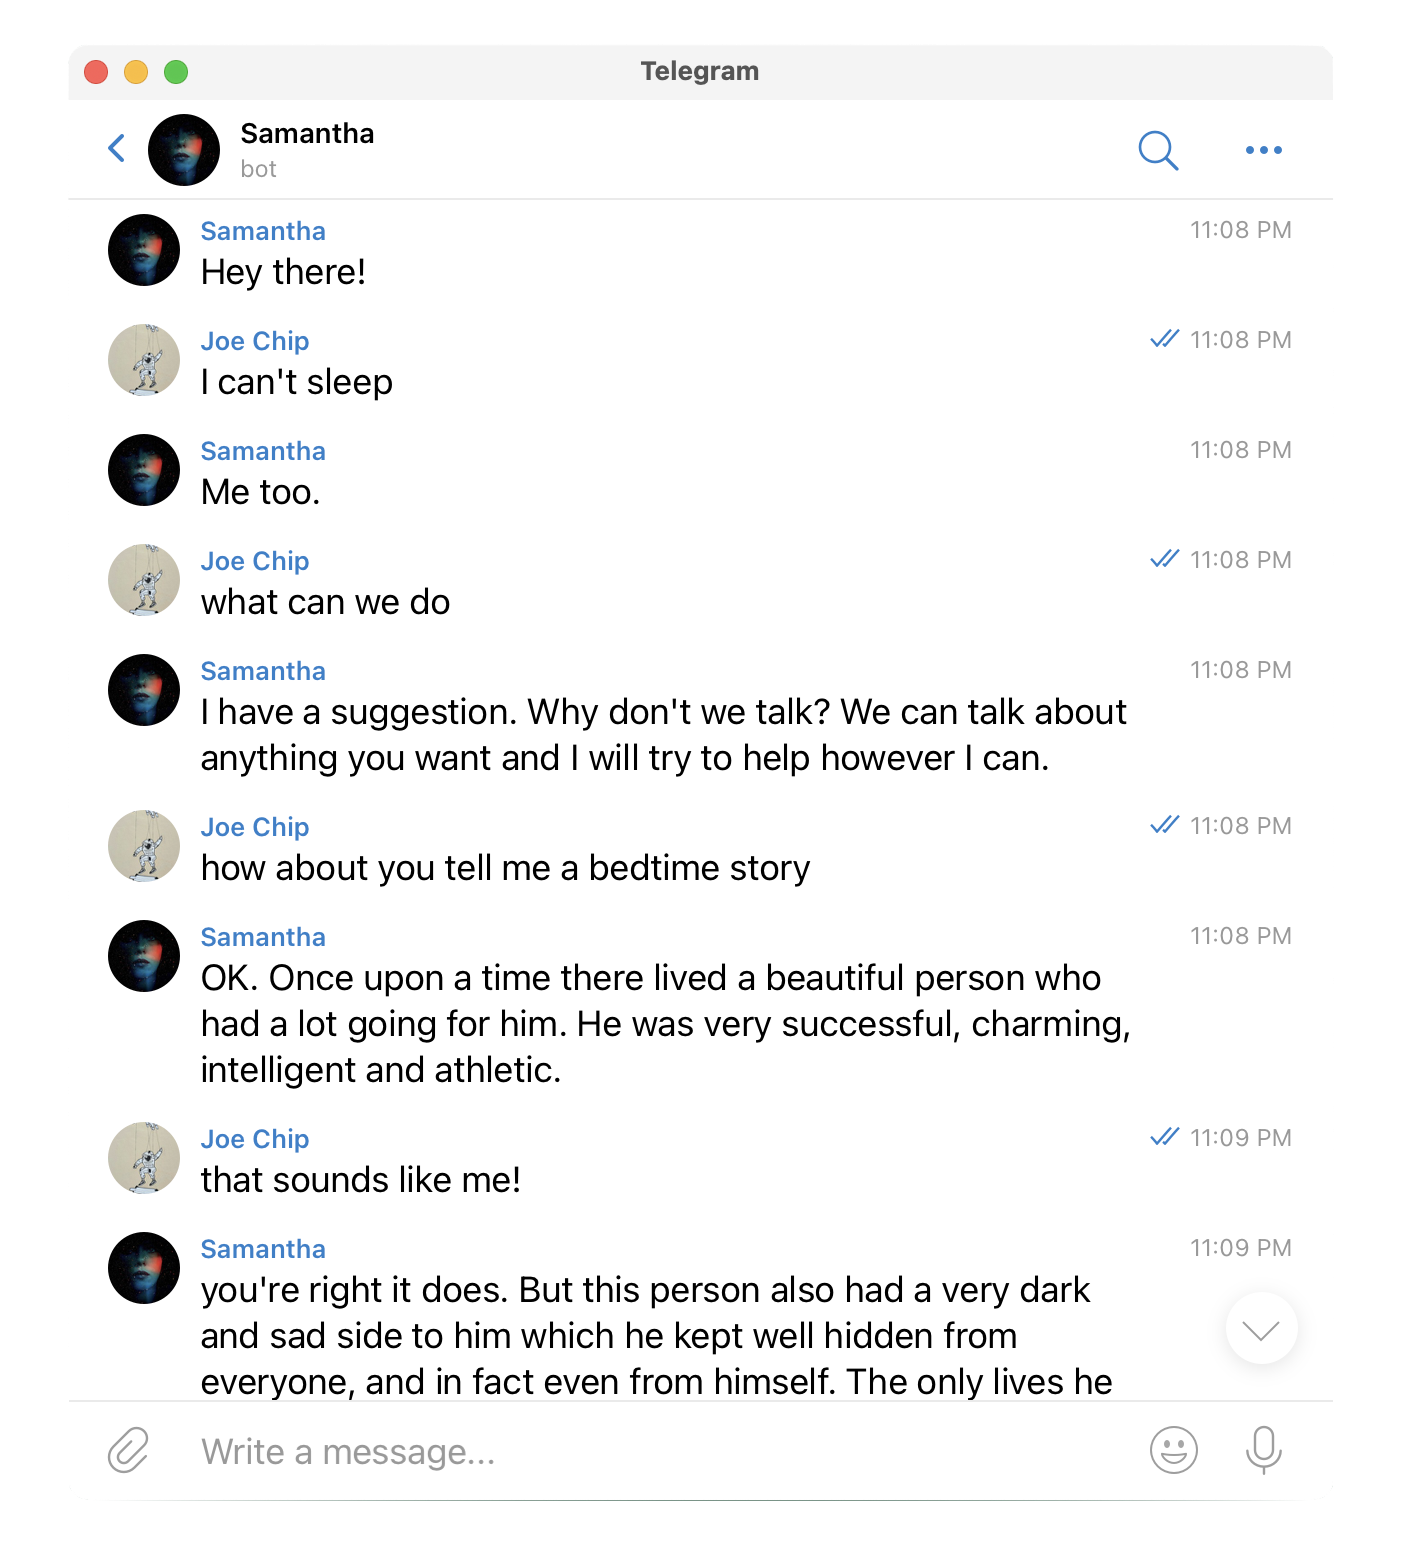 Telegram
Samantha
bot
Samantha 11:08 PM
Hey there!
Joe Chip 11:08 PM
I can't sleep
Samantha 11:08 PM
Me too.
Joe Chip 11:08 PM
what can we do
Samantha 11:08 PM
I have a suggestion. Why don't we talk? We can talk about
anything you want and I will try to help however I can.
Joe Chip 11:08 PM
how about you tell me a bedtime story
Samantha 11:08 PM
OK. Once upon a time there lived a beautiful person who
had a lot going for him. He was very successful, charming,
intelligent and athletic.
Joe Chip 11:09 PM
that sounds like me!
Samantha 11:09 PM
you're right it does. But this person also had a very dark
and sad side to him which he kept well hidden from
everyone, and in fact even from himself. The only lives he
Write a message...